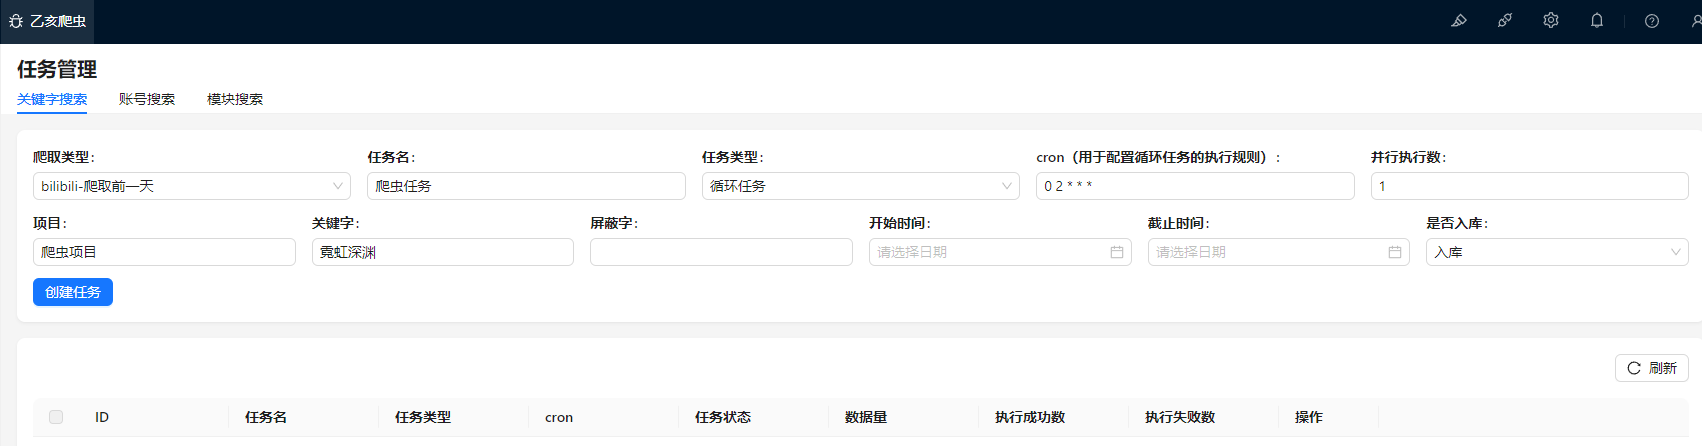 乙亥爬虫
任务管理
关键字搜索 账号搜索 模块搜索
爬取类型: 任务名: 任务类型: cron（用于配置循环任务的执行规则）: 并行执行数:
bilibili-爬取前一天 爬虫任务 循环任务 0 2 * * * 1
项目: 关键字: 屏蔽字: 开始时间: 截止时间: 是否入库:
爬虫项目 霓虹深渊 请选择日期 请选择日期 入库
创建任务
刷新
ID 任务名 任务类型 cron 任务状态 数据量 执行成功数 执行失败数 操作